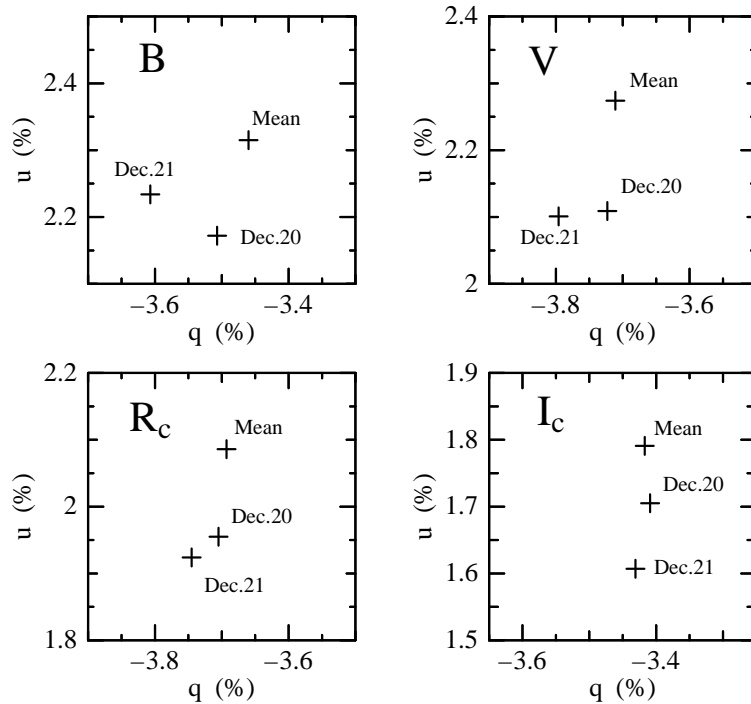 B
2.4
2.2
u (%)
Mean
Dec.21
Dec.20
−3.6
−3.4
q (%)
V
2.4
2.2
2
u (%)
Mean
Dec.20
Dec.21
−3.8
−3.6
q (%)
Rc
2.2
2
1.8
u (%)
Mean
Dec.20
Dec.21
−3.8
−3.6
q (%)
Ic
1.9
1.8
1.7
1.6
1.5
u (%)
Mean
Dec.20
Dec.21
−3.6
−3.4
q (%)